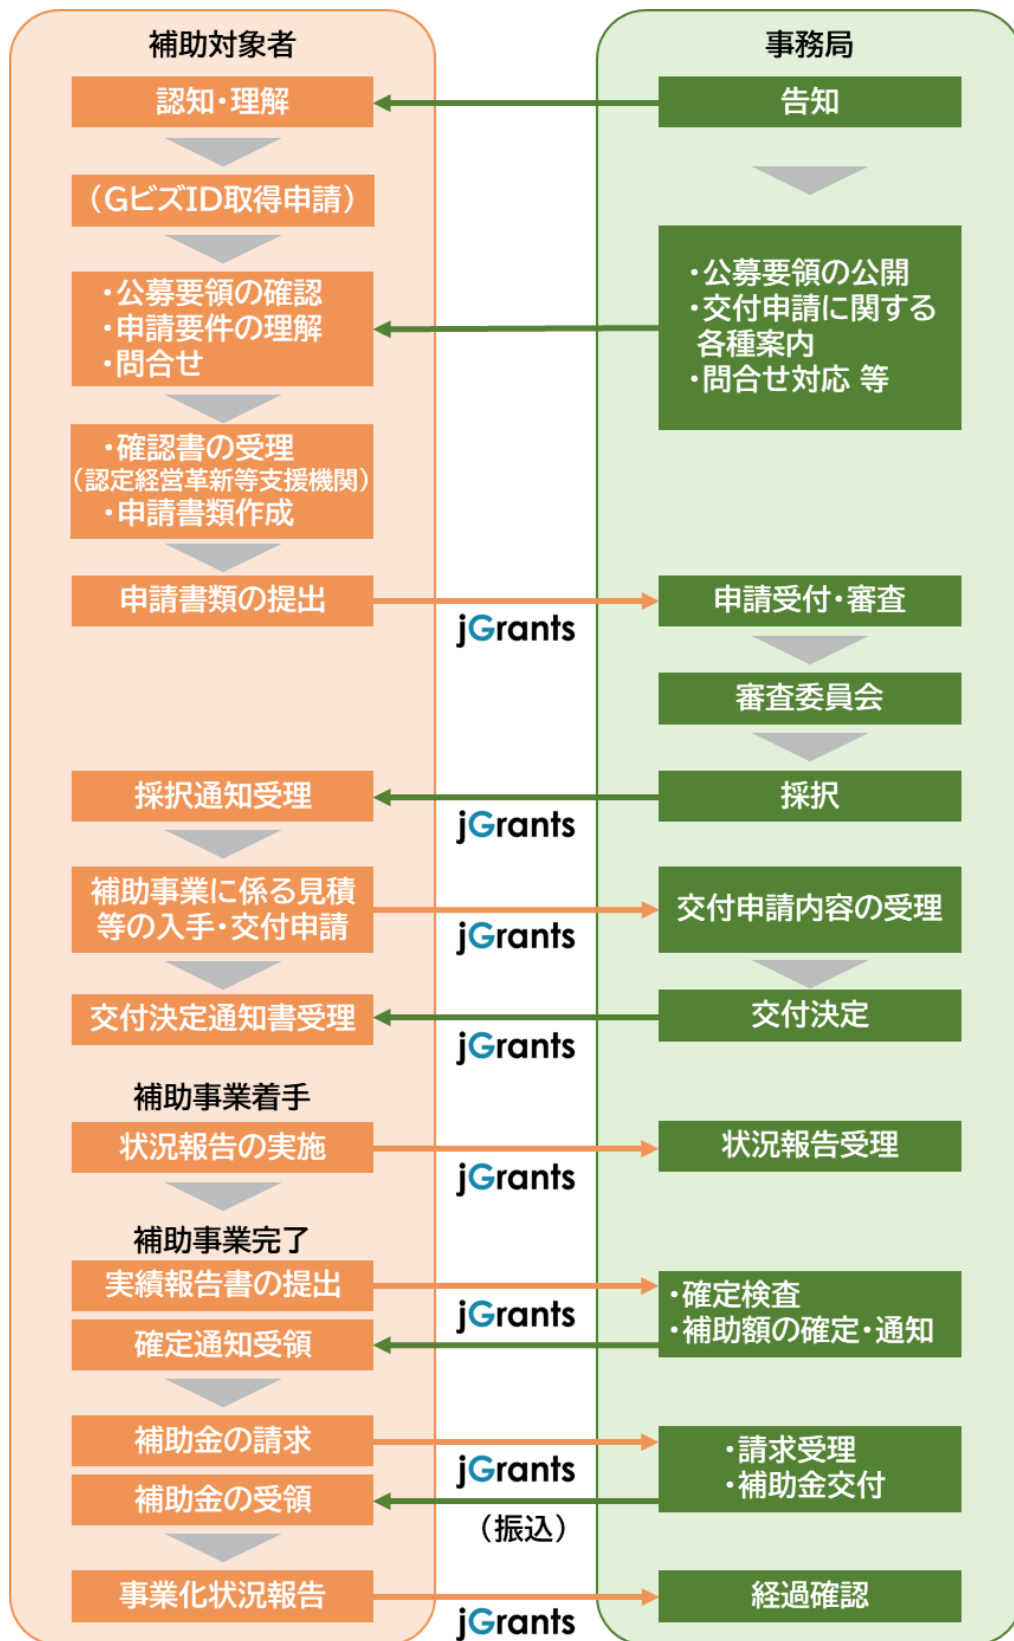 補助対象者
事務局
認知・理解
告知
（GビズID取得申請）
・公募要領の確認
・申請要件の理解
・問合せ
・公募要領の公開
・交付申請に関する
各種案内
・問合せ対応 等
・確認書の受理
（認定経営革新等支援機関）
・申請書類作成
申請書類の提出
jGrants
申請受付・審査
審査委員会
採択通知受理
jGrants
採択
補助事業に係る見積
等の入手・交付申請
jGrants
交付申請内容の受理
交付決定通知書受理
jGrants
交付決定
補助事業着手
状況報告の実施
jGrants
状況報告受理
補助事業完了
実績報告書の提出
jGrants
・確定検査
・補助額の確定・通知
確定通知受領
補助金の請求
jGrants
・請求受理
・補助金交付
補助金の受領
（振込）
事業化状況報告
jGrants
経過確認